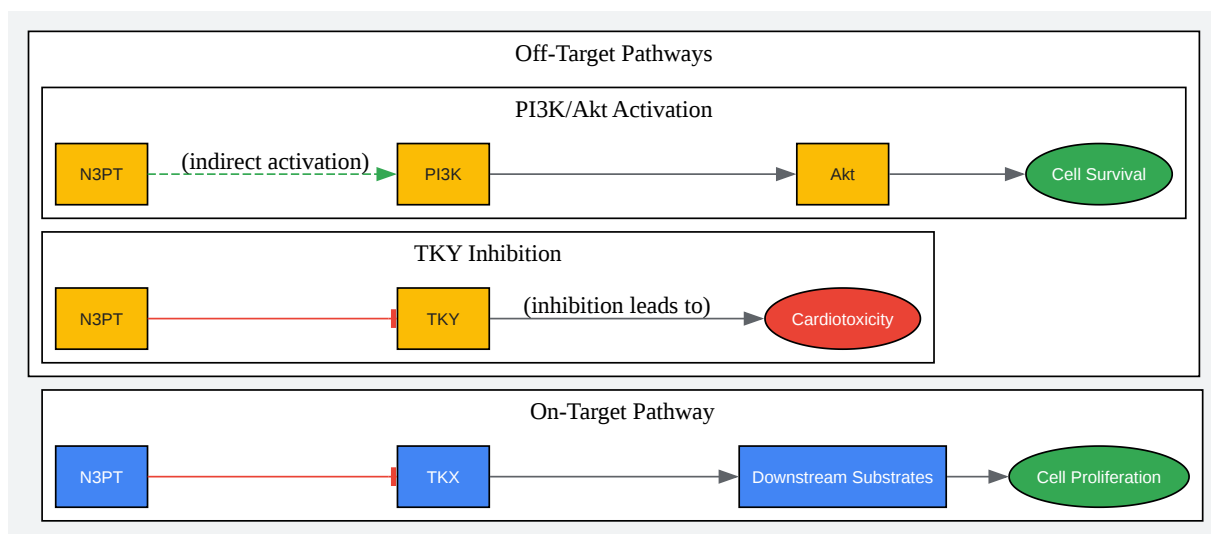 Off-Target Pathways
PI3K/Akt Activation
N3PT
(indirect activation)
PI3K
Akt
Cell Survival
TKY Inhibition
N3PT
TKY
(inhibition leads to)
Cardiotoxicity
On-Target Pathway
N3PT
TKX
Downstream Substrates
Cell Proliferation